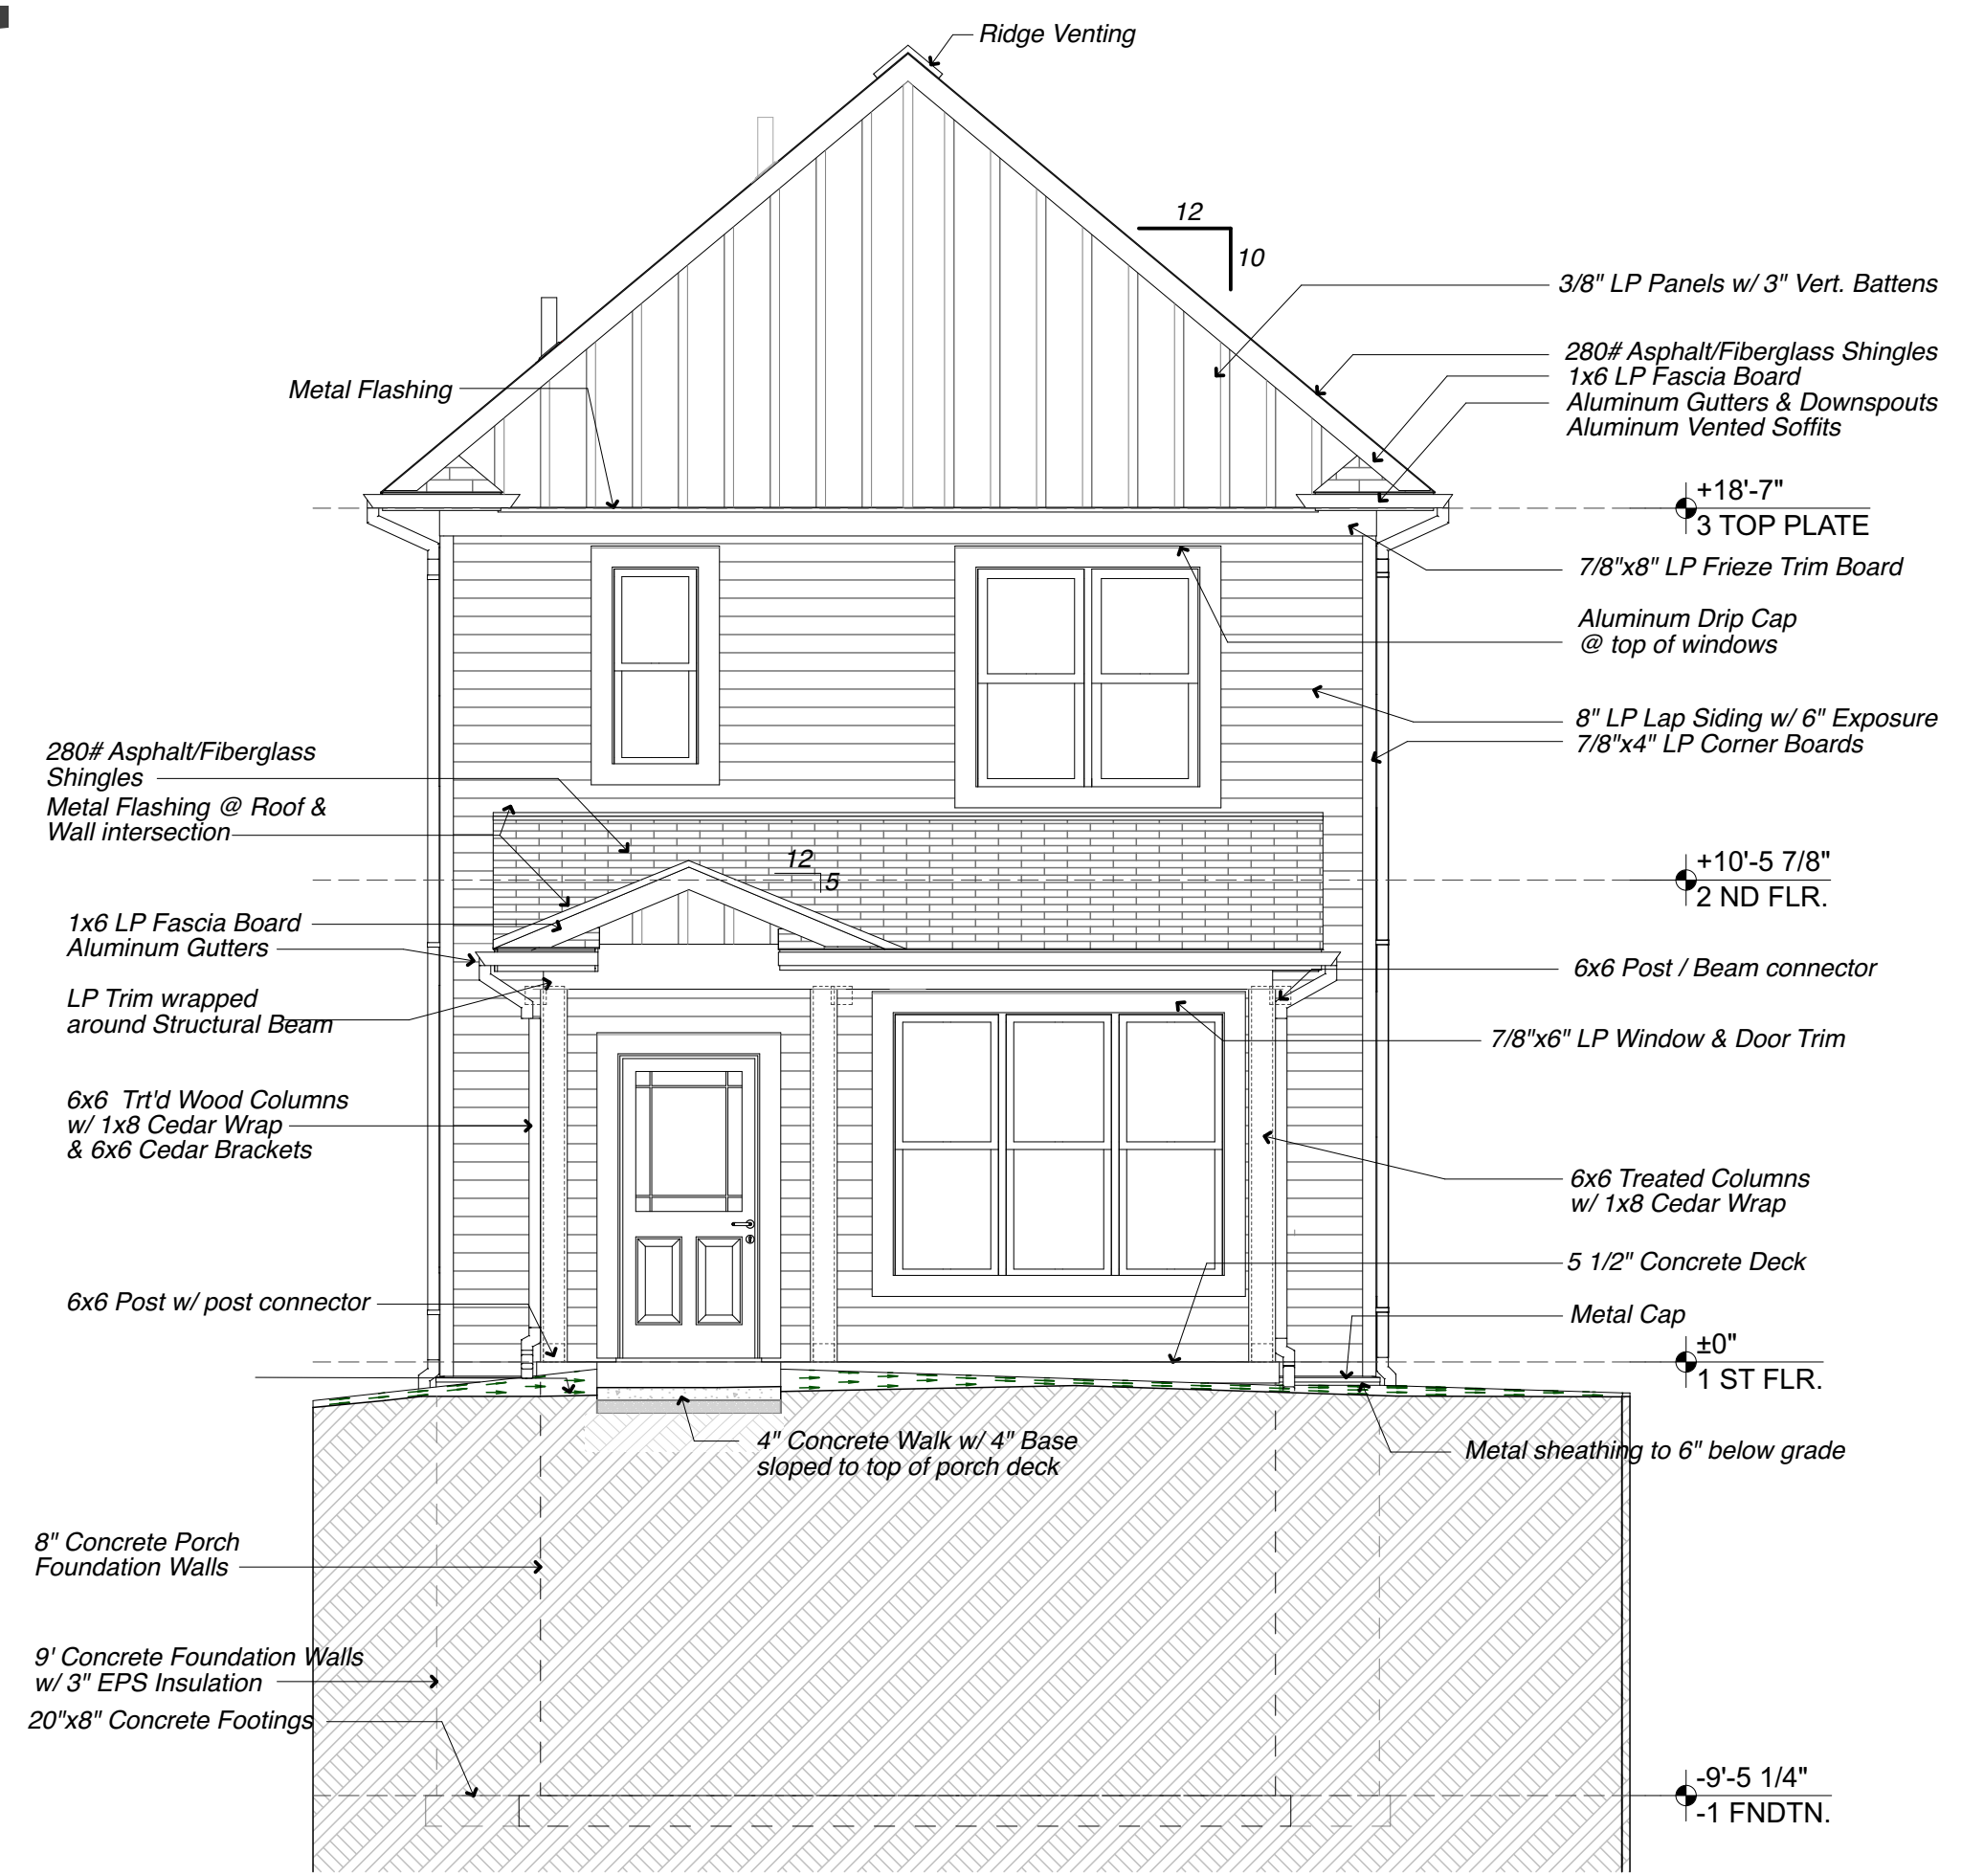 Ridge Venting
12
10
3/8" LP Panels w/ 3" Vert. Battens
280# Asphalt/Fiberglass Shingles
1x6 LP Fascia Board
Aluminum Gutters & Downspouts
Aluminum Vented Soffits
Metal Flashing
+18'-7"
3 TOP PLATE
7/8"x8" LP Frieze Trim Board
Aluminum Drip Cap
@ top of windows
8" LP Lap Siding w/ 6" Exposure
7/8"x4" LP Corner Boards
280# Asphalt/Fiberglass
Shingles
Metal Flashing @ Roof &
Wall intersection
12
5
+10'-5 7/8"
2 ND FLR.
1x6 LP Fascia Board
Aluminum Gutters
6x6 Post / Beam connector
LP Trim wrapped
around Structural Beam
7/8"x6" LP Window & Door Trim
6x6 Trt'd Wood Columns
w/ 1x8 Cedar Wrap
& 6x6 Cedar Brackets
6x6 Treated Columns
w/ 1x8 Cedar Wrap
5 1/2" Concrete Deck
6x6 Post w/ post connector
Metal Cap
±0"
1 ST FLR.
4" Concrete Walk w/ 4" Base
sloped to top of porch deck
Metal sheathing to 6" below grade
8" Concrete Porch
Foundation Walls
9' Concrete Foundation Walls
w/ 3" EPS Insulation
20"x8" Concrete Footings
-9'-5 1/4"
-1 FNDTN.